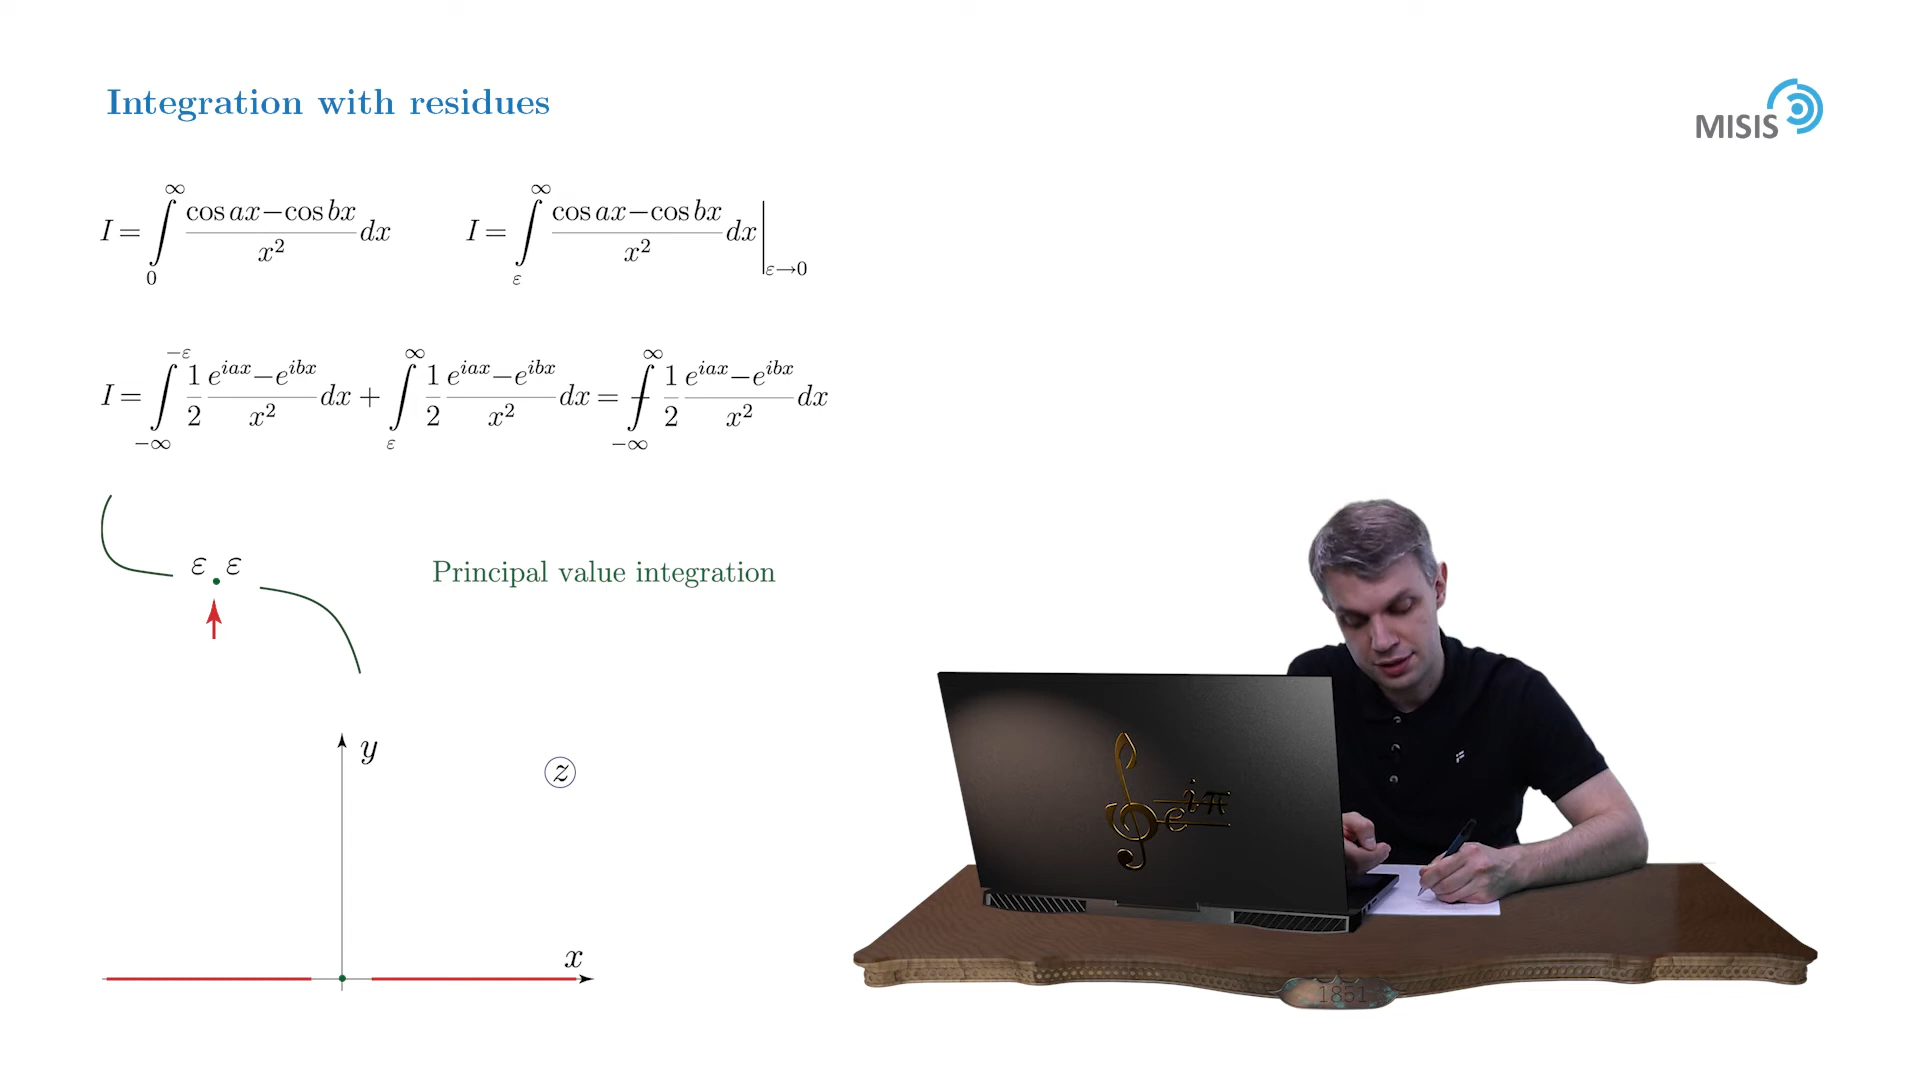 Integration with residues
MISIS
I = ∫_0^∞ (cos ax − cos bx)/x² dx    I = ∫_ε^∞ (cos ax − cos bx)/x² dx |_{ε→0}
I = ∫_{−∞}^{−ε} 1/2 (e^{iax} − e^{ibx})/x² dx + ∫_ε^∞ 1/2 (e^{iax} − e^{ibx})/x² dx = ⨍_{−∞}^∞ 1/2 (e^{iax} − e^{ibx})/x² dx
ε ε
Principal value integration
y
z
x
e^{iπ}
1851